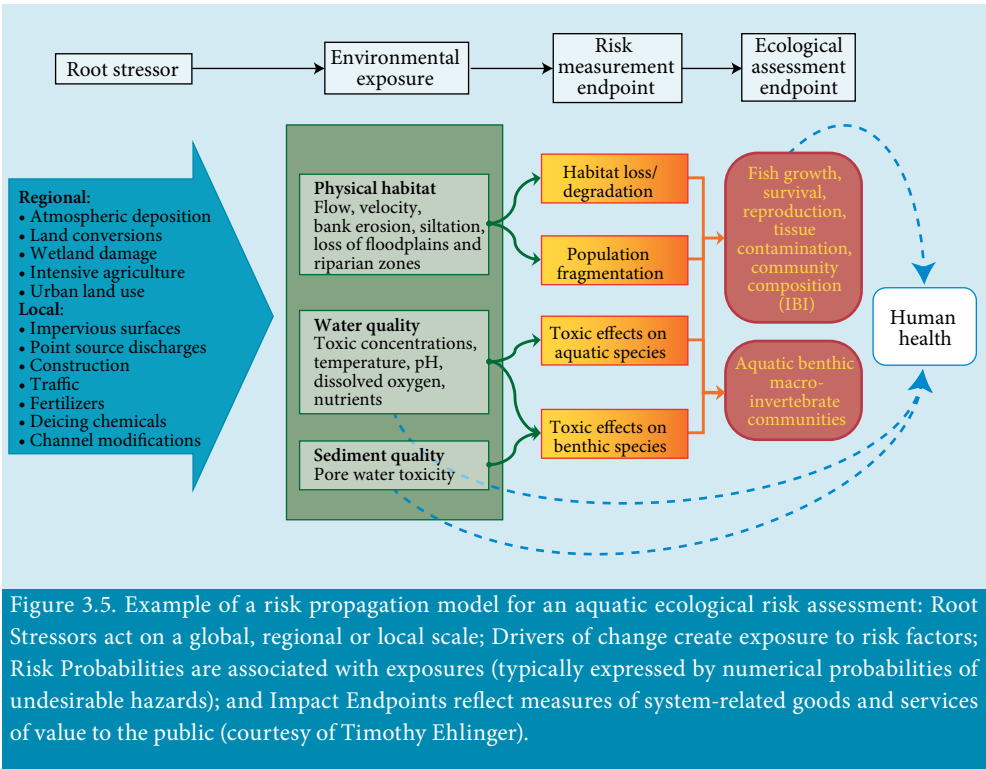 Root stressor
Environmental
exposure
Risk
measurement
endpoint
Ecological
assessment
endpoint
Regional:
• Atmospheric deposition
• Land conversions
• Wetland damage
• Intensive agriculture
• Urban land use
Local:
• Impervious surfaces
• Point source discharges
• Construction
• Traffic
• Fertilizers
• Deicing chemicals
• Channel modifications
Physical habitat
Flow, velocity,
bank erosion, siltation,
loss of floodplains and
riparian zones
Water quality
Toxic concentrations,
temperature, pH,
dissolved oxygen,
nutrients
Sediment quality
Pore water toxicity
Habitat loss/
degradation
Population
fragmentation
Toxic effects on
aquatic species
Toxic effects on
benthic species
Fish growth,
survival,
reproduction,
tissue
contamination,
community
composition
(IBI)
Aquatic benthic
macro-
invertebrate
communities
Human
health
Figure 3.5. Example of a risk propagation model for an aquatic ecological risk assessment: Root
Stressors act on a global, regional or local scale; Drivers of change create exposure to risk factors;
Risk Probabilities are associated with exposures (typically expressed by numerical probabilities of
undesirable hazards); and Impact Endpoints reflect measures of system-related goods and services
of value to the public (courtesy of Timothy Ehlinger).